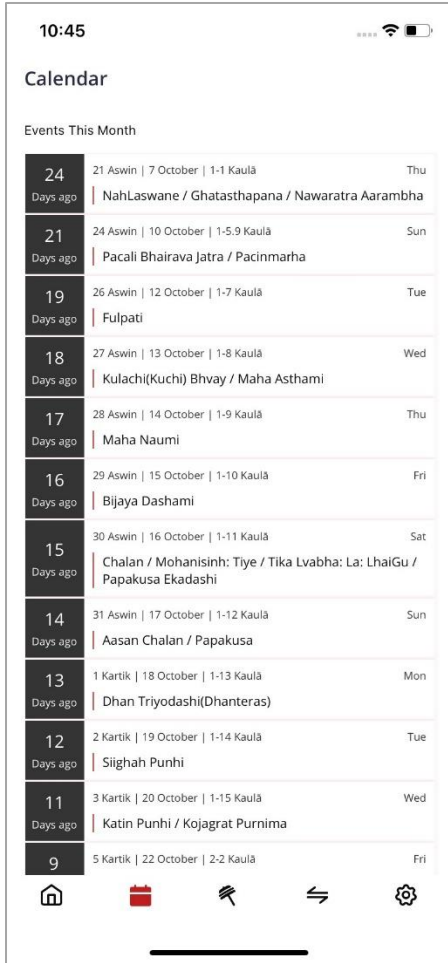 10:45
Calendar
Events This Month
24
Days ago
21 Aswin | 7 October | 1-1 Kaulā
Thu
NahLaswane / Ghatasthapana / Nawaratra Aarambha
21
Days ago
24 Aswin | 10 October | 1-5.9 Kaulā
Sun
Pacali Bhairava Jatra / Pacinmarha
19
Days ago
26 Aswin | 12 October | 1-7 Kaulā
Tue
Fulpati
18
Days ago
27 Aswin | 13 October | 1-8 Kaulā
Wed
Kulachi(Kuchi) Bhvay / Maha Asthami
17
Days ago
28 Aswin | 14 October | 1-9 Kaulā
Thu
Maha Naumi
16
Days ago
29 Aswin | 15 October | 1-10 Kaulā
Fri
Bijaya Dashami
15
Days ago
30 Aswin | 16 October | 1-11 Kaulā
Sat
Chalan / Mohanisinh: Tiye / Tika Lvabha: La: LhaiGu /
Papakusa Ekadashi
14
Days ago
31 Aswin | 17 October | 1-12 Kaulā
Sun
Aasan Chalan / Papakusa
13
Days ago
1 Kartik | 18 October | 1-13 Kaulā
Mon
Dhan Triyodashi(Dhanteras)
12
Days ago
2 Kartik | 19 October | 1-14 Kaulā
Tue
Siighah Punhi
11
Days ago
3 Kartik | 20 October | 1-15 Kaulā
Wed
Katin Punhi / Kojagrat Purnima
9
5 Kartik | 22 October | 2-2 Kaulā
Fri